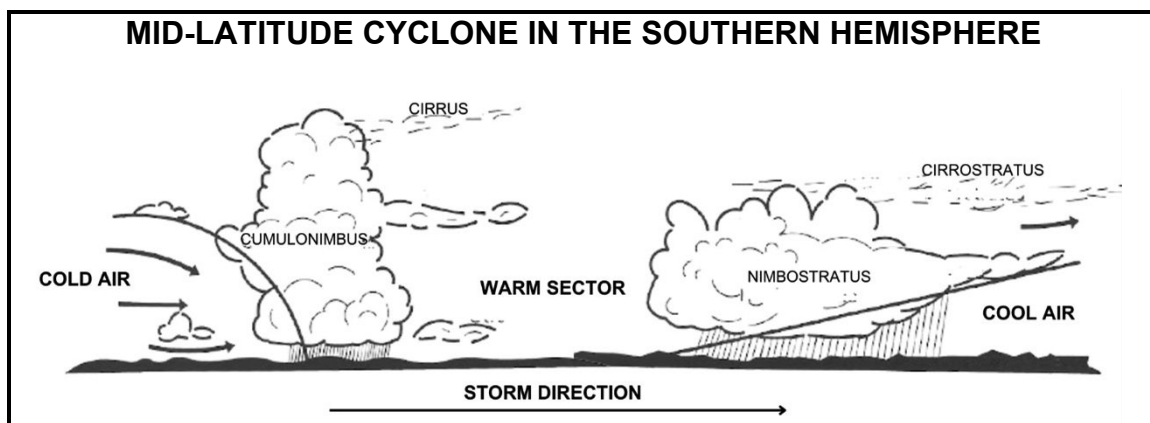 MID-LATITUDE CYCLONE IN THE SOUTHERN HEMISPHERE
CIRRUS
CIRROSTRATUS
CUMULONIMBUS
COLD AIR
WARM SECTOR
NIMBOSTRATUS
COOL AIR
STORM DIRECTION